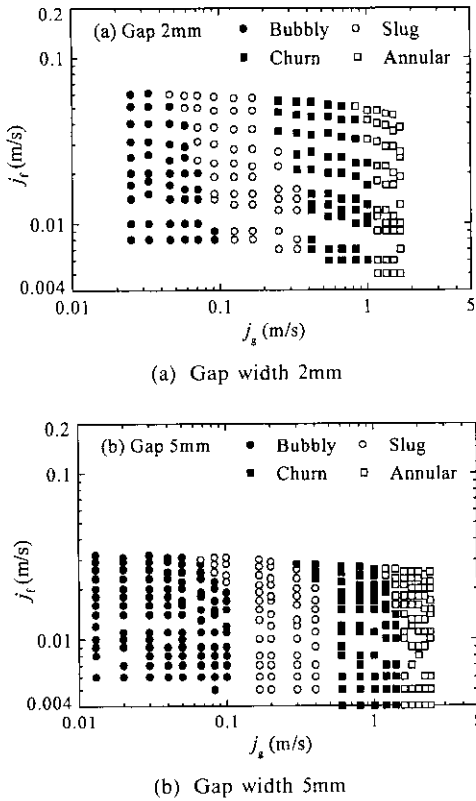 (a) Gap 2mm ● Bubbly ○ Slug
■ Churn □ Annular
0.2
0.1
0.01
0.004
j_f (m/s)
0.01 0.1 1 5
j_g (m/s)
(a) Gap width 2mm
(b) Gap 5mm ● Bubbly ○ Slug
■ Churn □ Annular
0.2
0.1
0.01
0.004
j_f (m/s)
0.01 0.1 1
j_g (m/s)
(b) Gap width 5mm